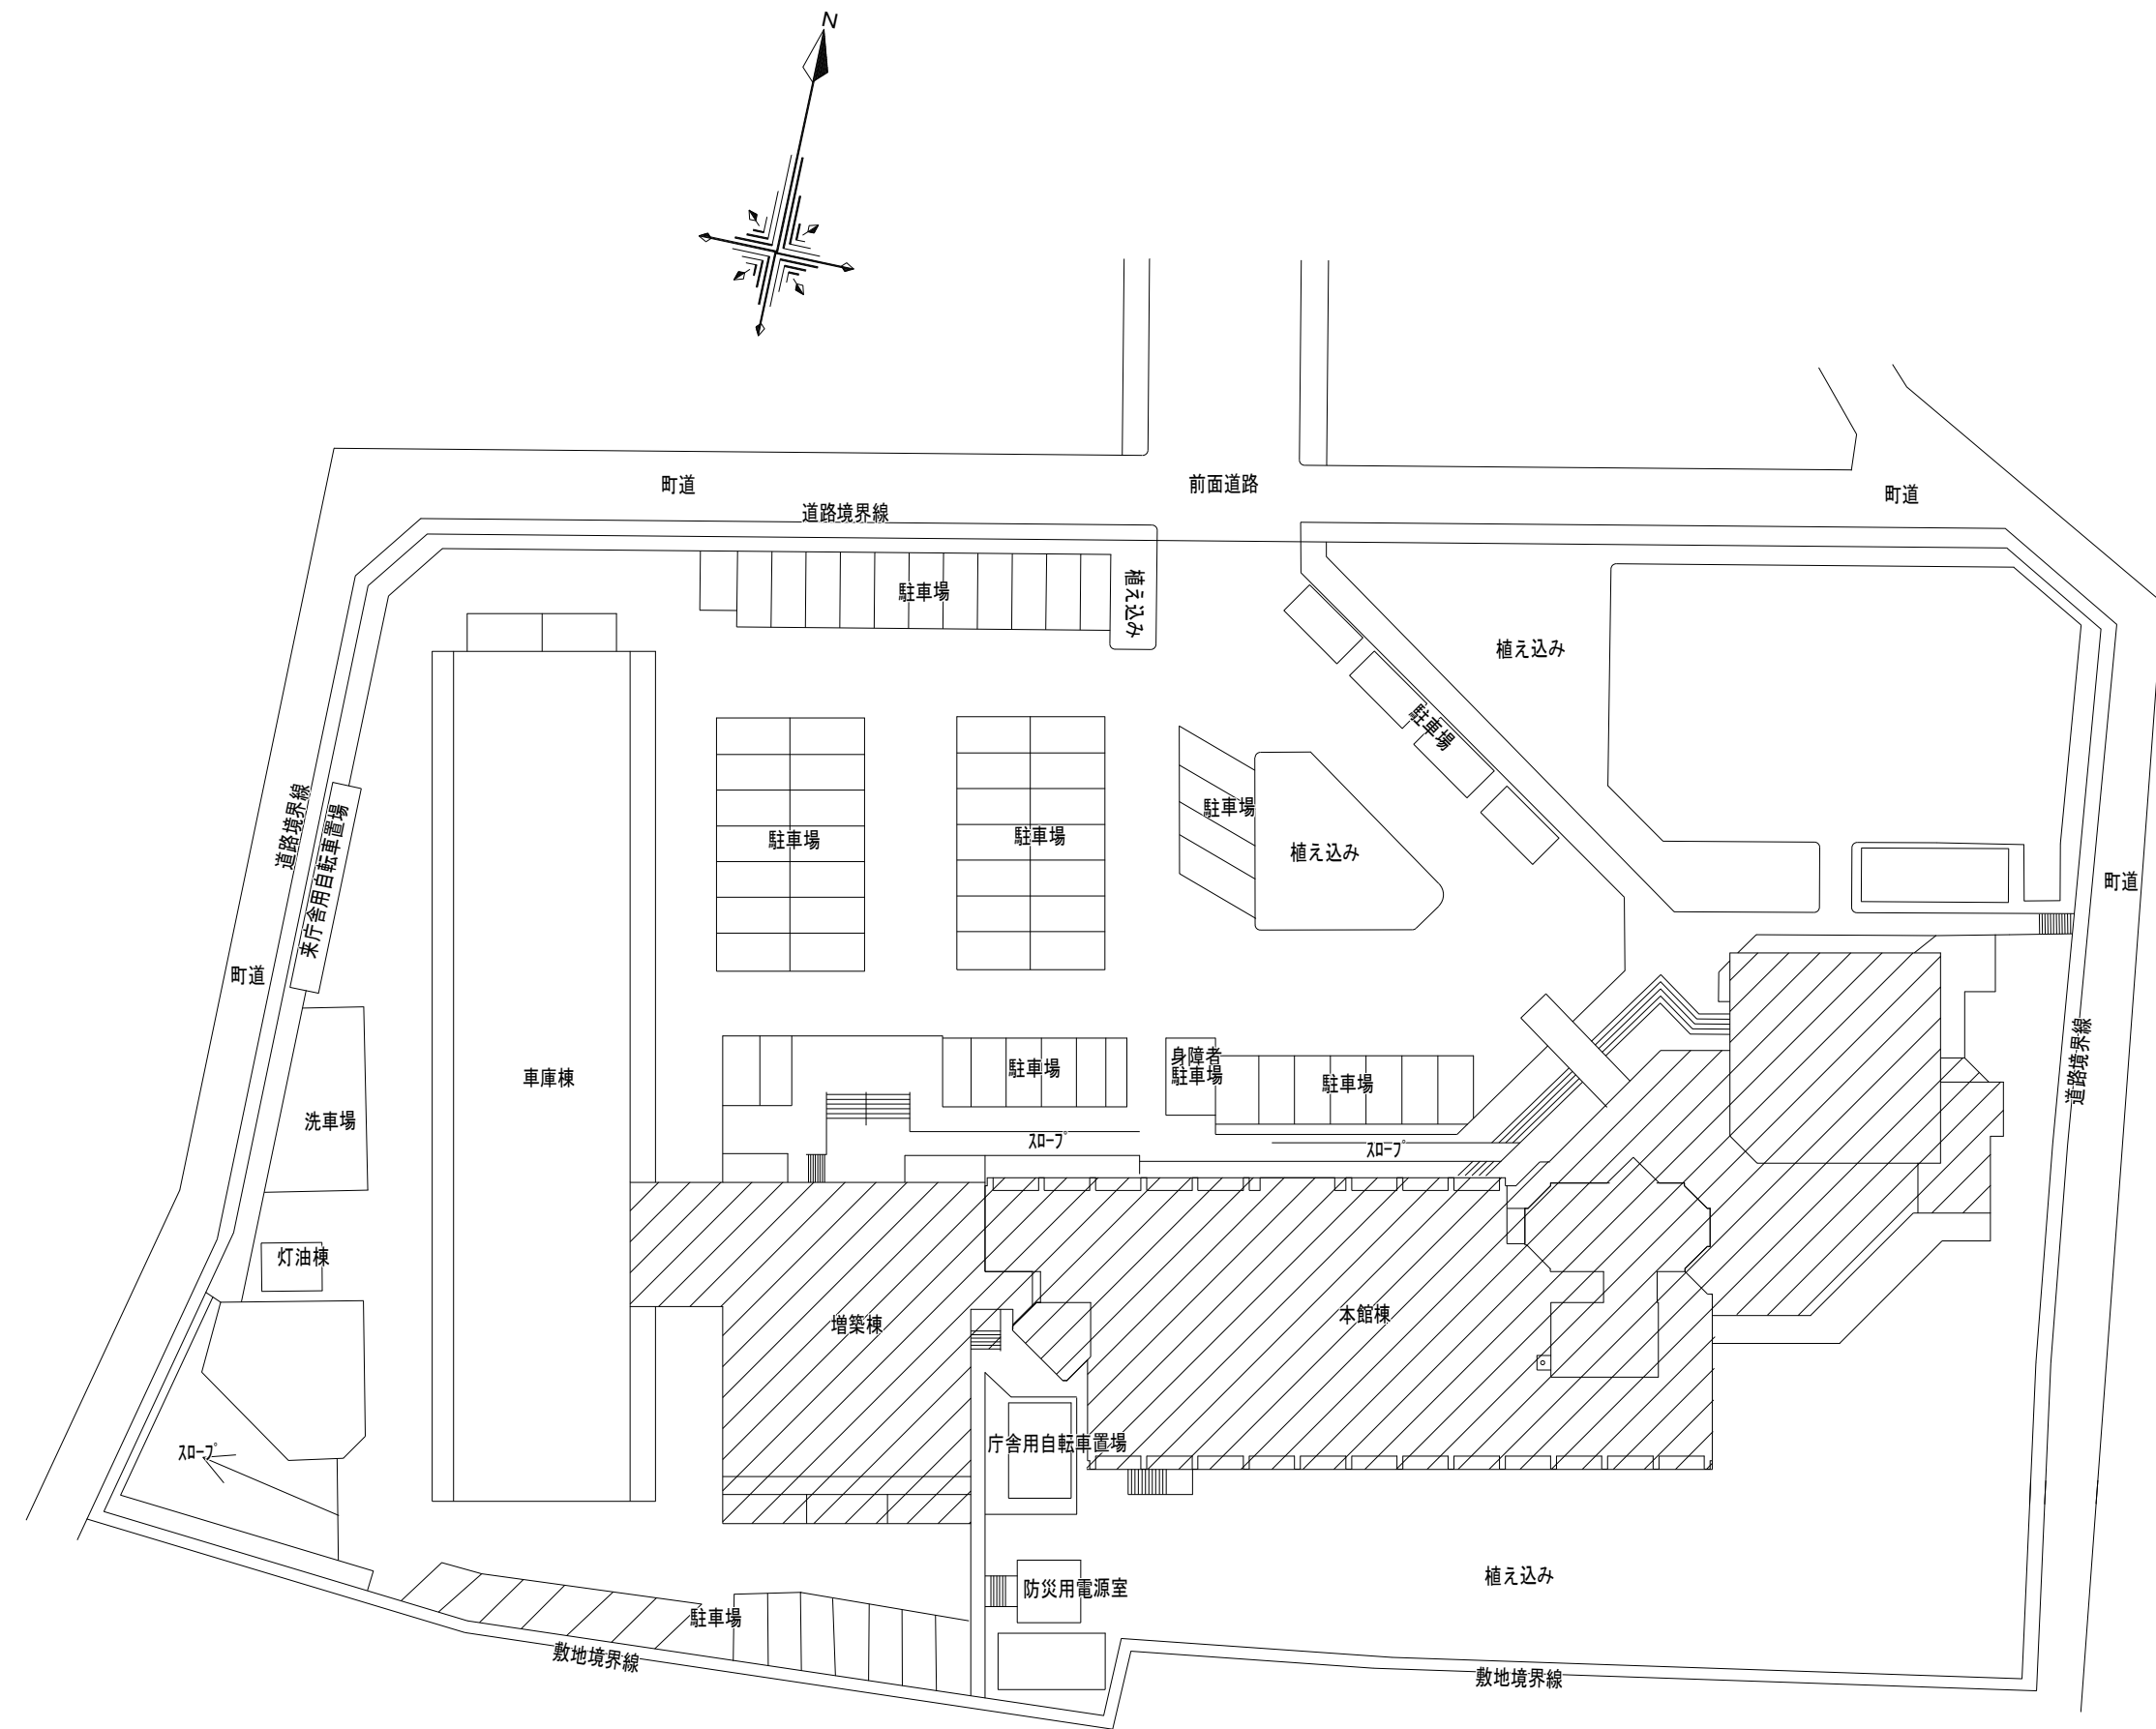 N
町道
前面道路
町道
道路境界線
駐車場
植え込み
植え込み
駐車場
道路境界線
来庁舎用自転車置場
駐車場
駐車場
駐車場
植え込み
町道
町道
車庫棟
洗車場
駐車場
身障者
駐車場
駐車場
道路境界線
ｽﾛｰﾌﾟ
ｽﾛｰﾌﾟ
灯油棟
増築棟
本館棟
ｽﾛｰﾌﾟ
庁舎用自転車置場
防災用電源室
植え込み
駐車場
敷地境界線
敷地境界線